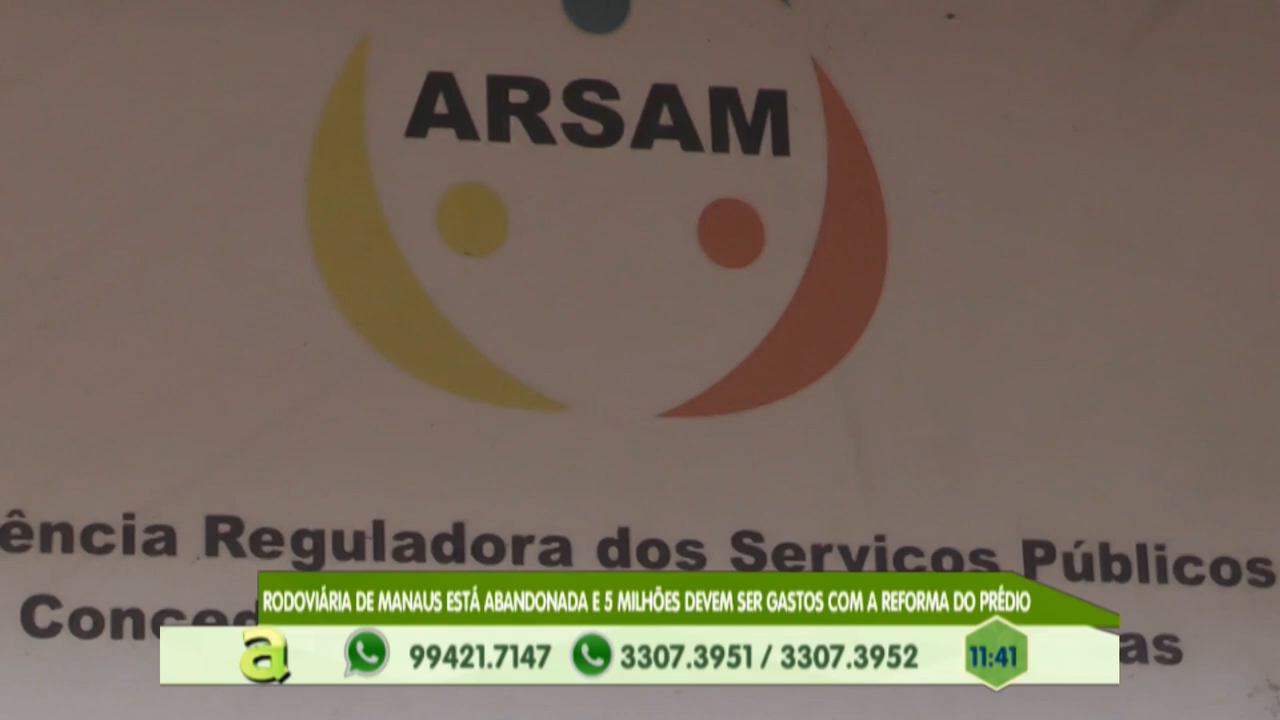 ARSAM
ência Reguladora dos Serviços Públicos
Conced as
RODOVIÁRIA DE MANAUS ESTÁ ABANDONADA E 5 MILHÕES DEVEM SER GASTOS COM A REFORMA DO PRÉDIO
a 99421.7147 3307.3951 / 3307.3952 11:41